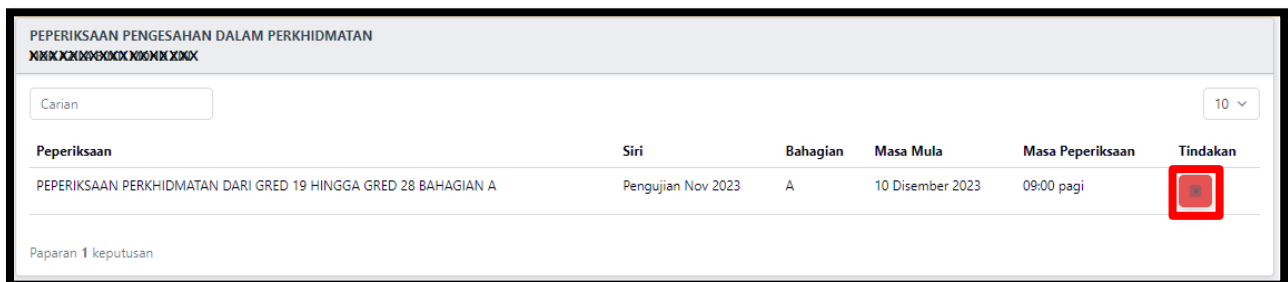 PEPERIKSAAN PENGESAHAN DALAM PERKHIDMATAN
Carian
10
Peperiksaan Siri Bahagian Masa Mula Masa Peperiksaan Tindakan
PEPERIKSAAN PERKHIDMATAN DARI GRED 19 HINGGA GRED 28 BAHAGIAN A Pengujian Nov 2023 A 10 Disember 2023 09:00 pagi
Paparan 1 keputusan